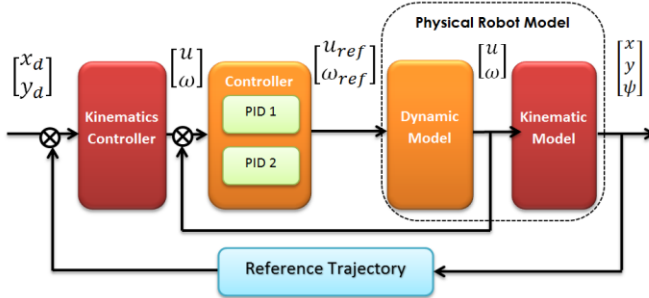 Physical Robot Model
[x_d
y_d]
[u
ω]
[u_ref
ω_ref]
[u
ω]
[x
y
ψ]
Kinematics
Controller
Controller
PID 1
PID 2
Dynamic
Model
Kinematic
Model
Reference Trajectory